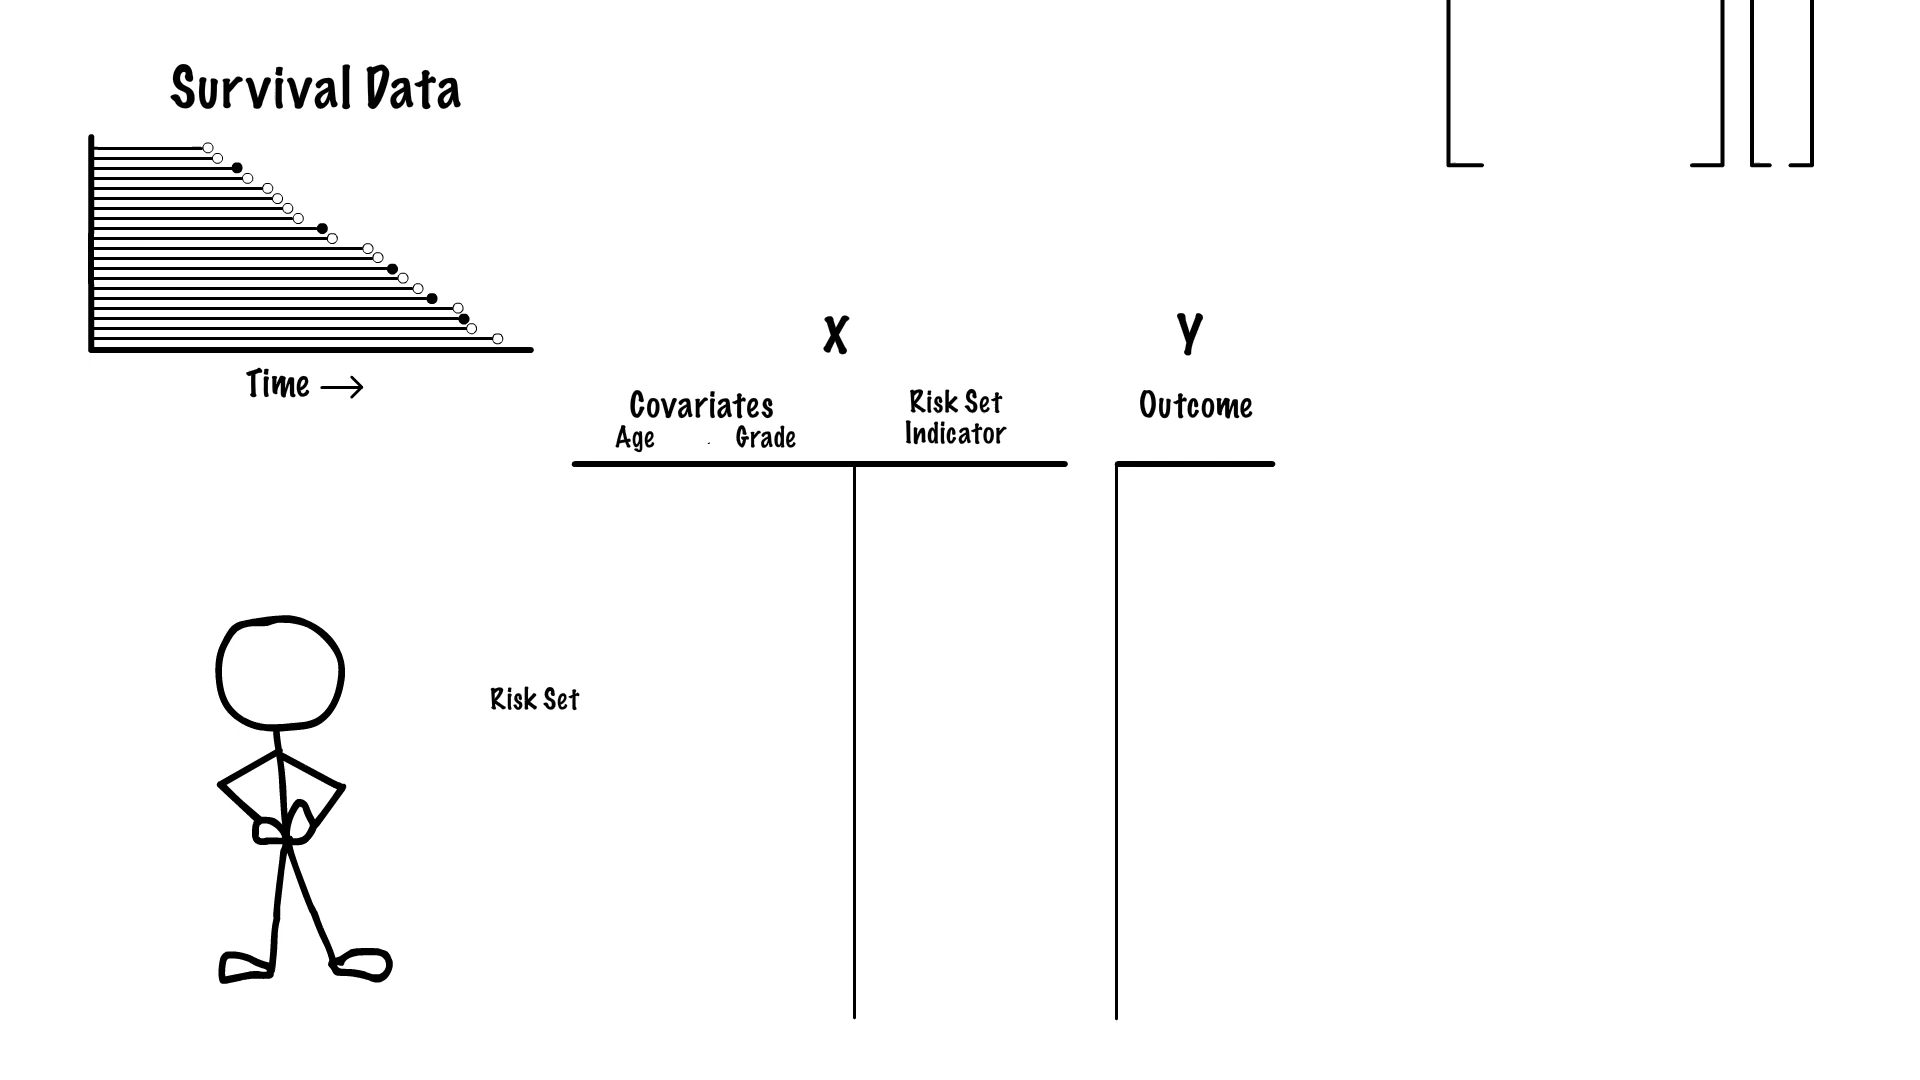 Survival Data
Time →
X
Y
Covariates
Age . Grade
Risk Set
Indicator
Outcome
Risk Set